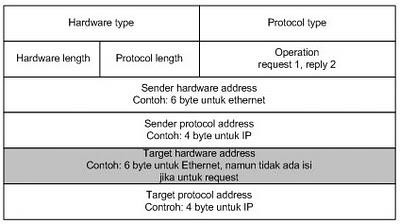 Hardware type
Protocol type
Hardware length
Protocol length
Operation
request 1, reply 2
Sender hardware address
Contoh: 6 byte untuk ethernet
Sender protocol address
Contoh: 4 byte untuk IP
Target hardware address
Contoh: 6 byte untuk Ethernet, namun tidak ada isi
jika untuk request
Target protocol address
Controh: 4 byte untuk IP